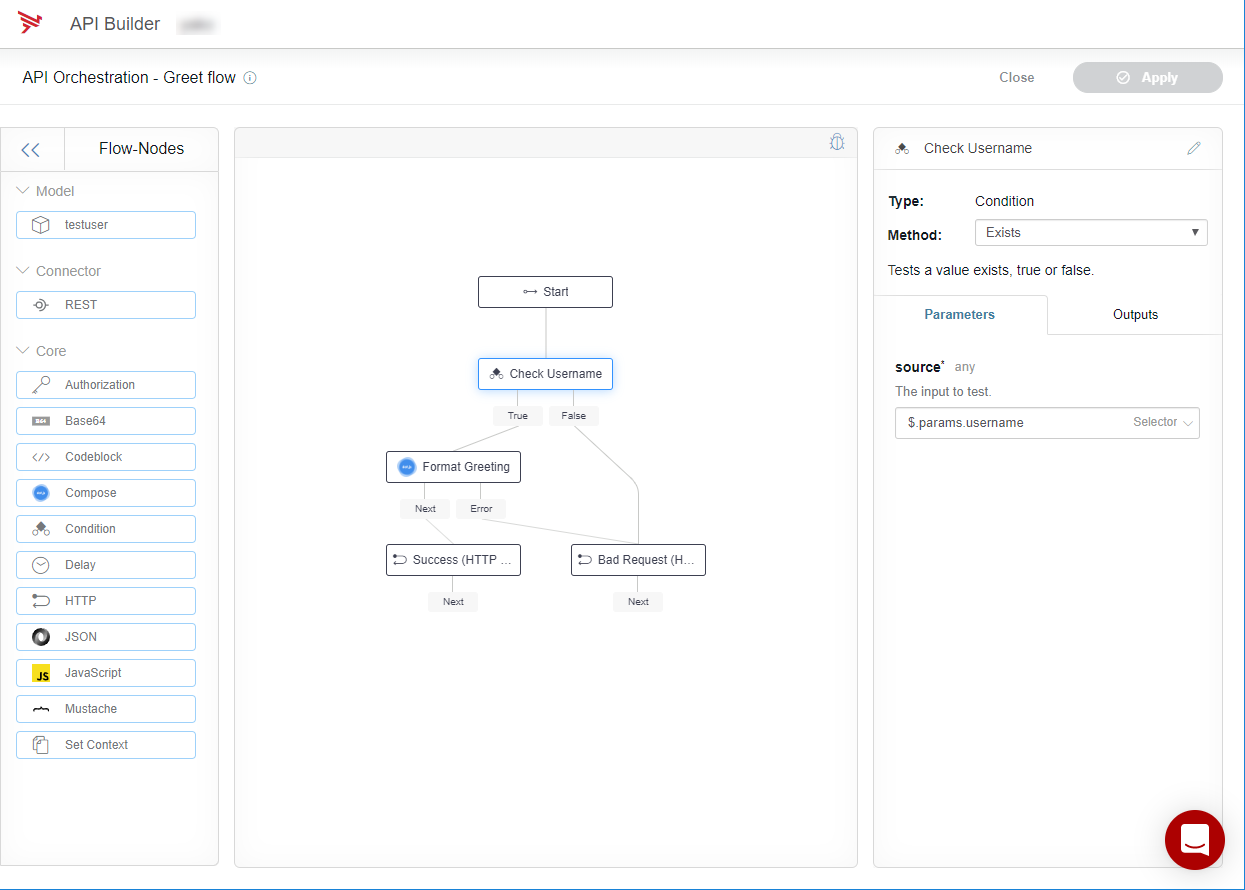 API Builder
API Orchestration - Greet flow
Close
Apply
Flow-Nodes
Model
testuser
Connector
REST
Core
Authorization
B64
Base64
</>
Codeblock
Compose
Condition
Delay
HTTP
JSON
JS
JavaScript
Mustache
Set Context
Start
Check Username
True
False
Format Greeting
Next
Error
Success (HTTP ...
Bad Request (H...
Next
Next
Check Username
Type:
Condition
Method:
Exists
Tests a value exists, true or false.
Parameters
Outputs
source* any
The input to test.
$.params.username
Selector